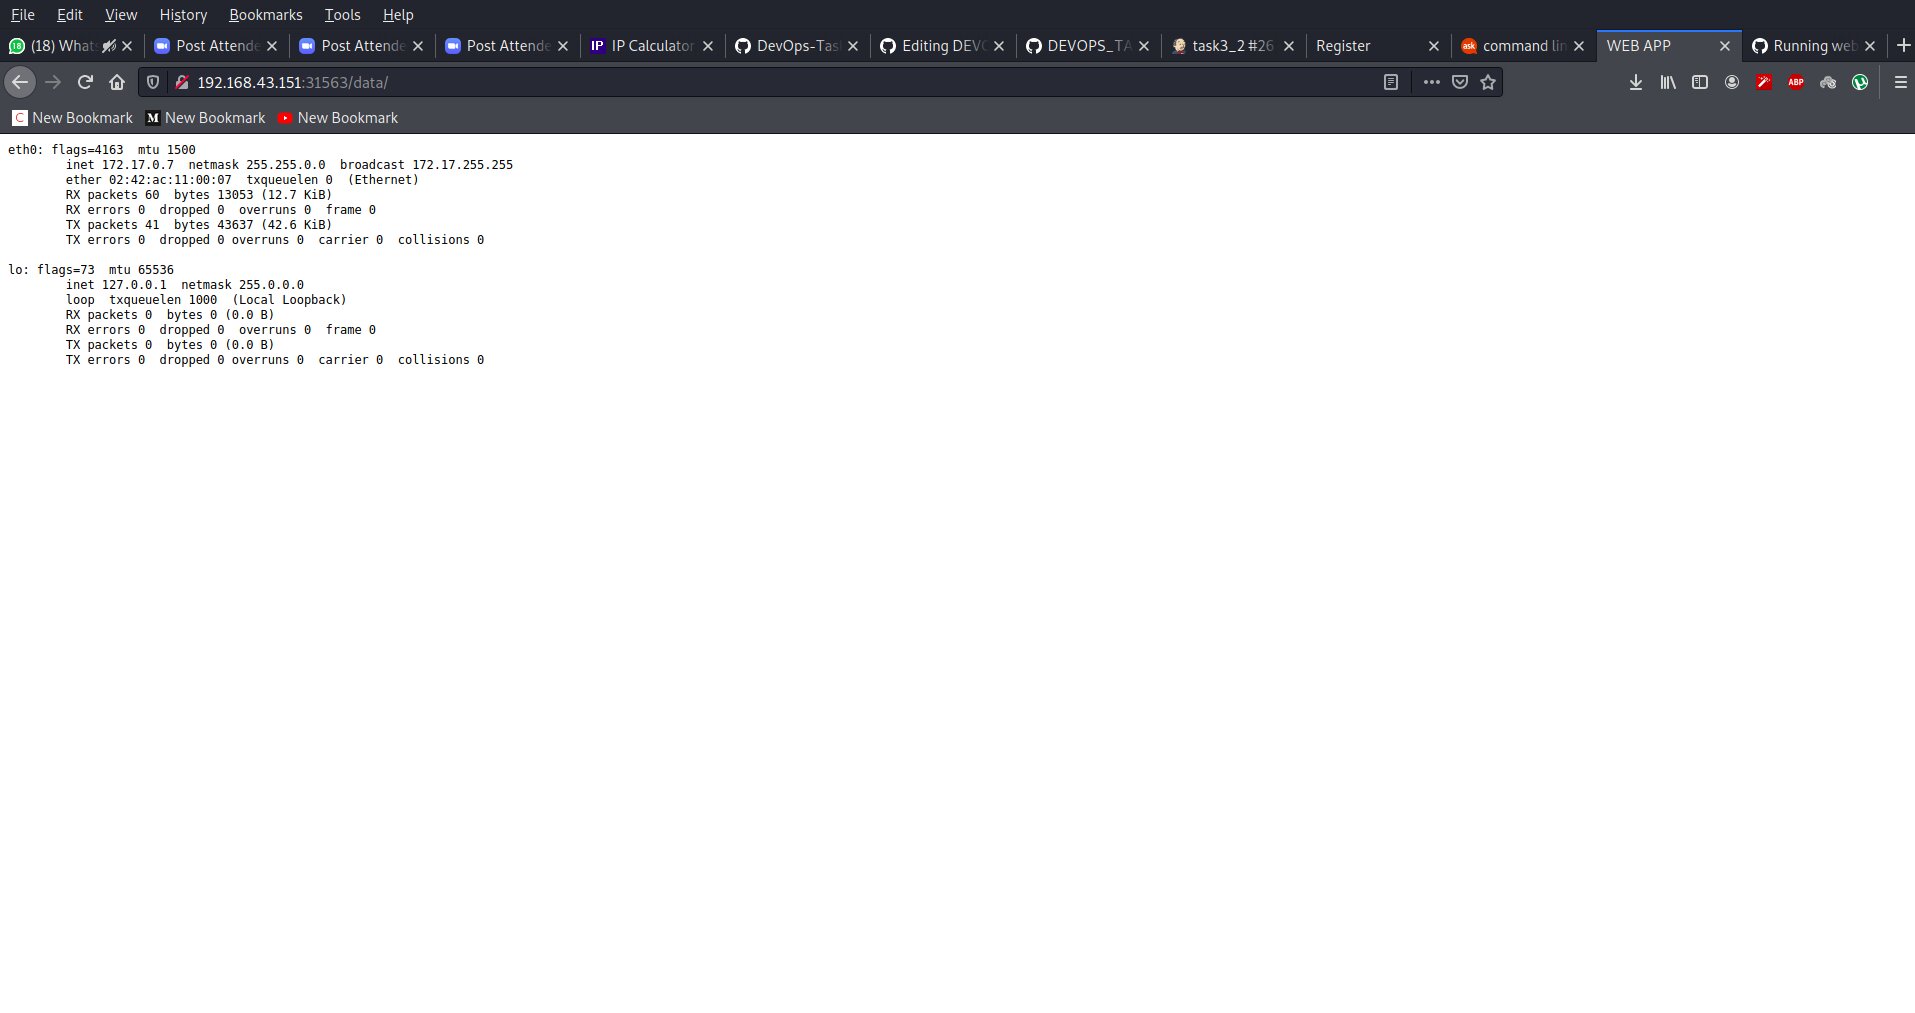 File Edit View History Bookmarks Tools Help
(18) Whats Post Attende Post Attende Post Attende IP IP Calculator DevOps-Tas Editing DEVO DEVOPS_TA task3_2 #26 Register ask command lin WEB APP Running web
192.168.43.151:31563/data/ ABP
C New Bookmark M New Bookmark New Bookmark
eth0: flags=4163  mtu 1500
        inet 172.17.0.7  netmask 255.255.0.0  broadcast 172.17.255.255
        ether 02:42:ac:11:00:07  txqueuelen 0  (Ethernet)
        RX packets 60  bytes 13053 (12.7 KiB)
        RX errors 0  dropped 0  overruns 0  frame 0
        TX packets 41  bytes 43637 (42.6 KiB)
        TX errors 0  dropped 0 overruns 0  carrier 0  collisions 0
lo: flags=73  mtu 65536
        inet 127.0.0.1  netmask 255.0.0.0
        loop  txqueuelen 1000  (Local Loopback)
        RX packets 0  bytes 0 (0.0 B)
        RX errors 0  dropped 0  overruns 0  frame 0
        TX packets 0  bytes 0 (0.0 B)
        TX errors 0  dropped 0 overruns 0  carrier 0  collisions 0